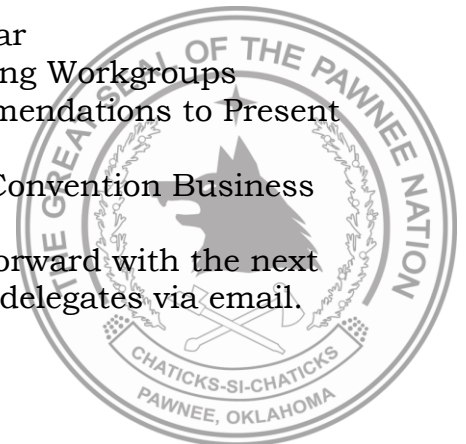 ar
ng Workgroups
mendations to Present
Convention Business
orward with the next
delegates via email.
THE GREAT SEAL OF THE PAWNEE NATION
CHATICKS-SI-CHATICKS
PAWNEE, OKLAHOMA